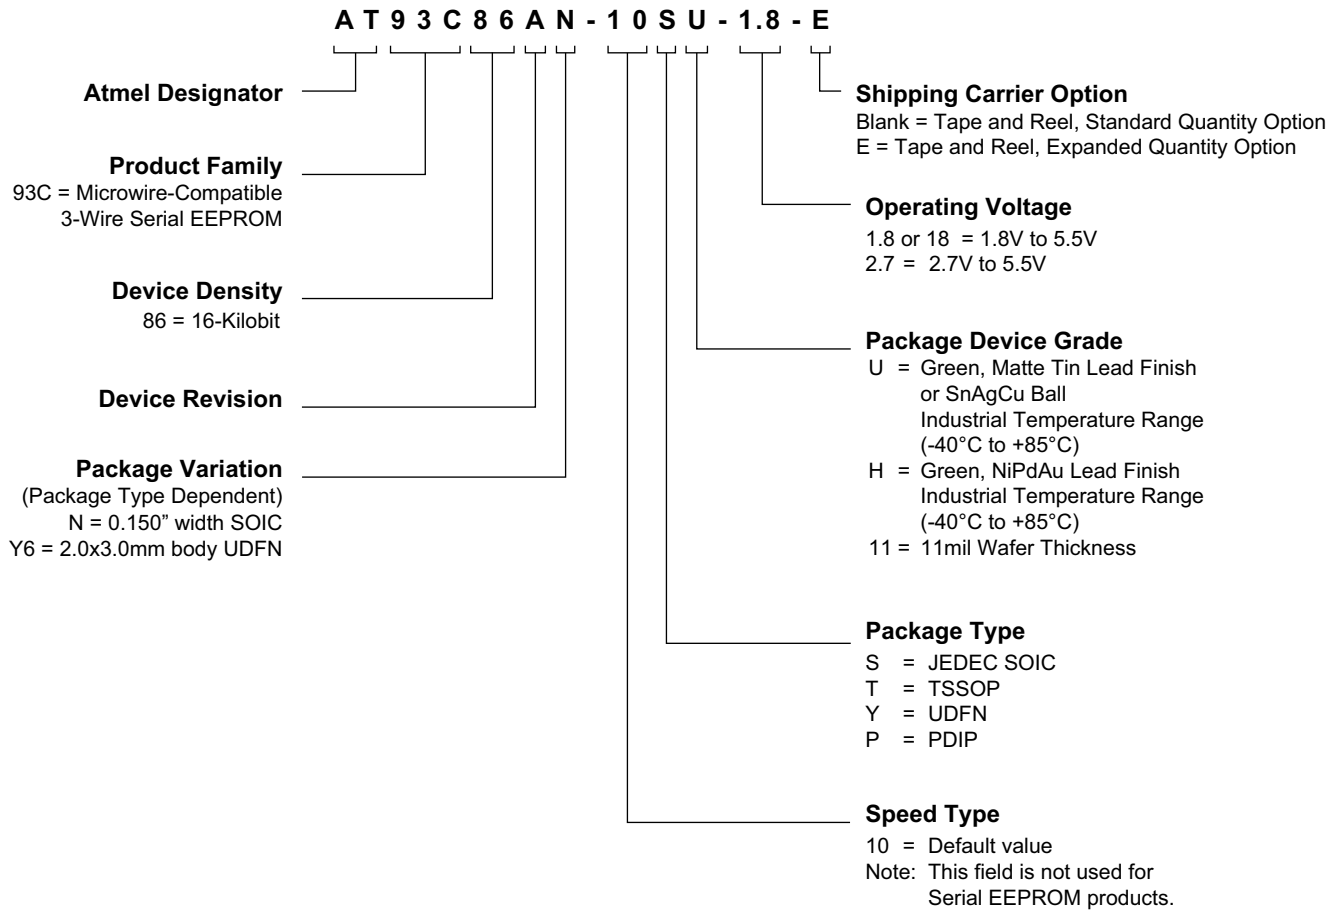 AT93C86AN-10SU-1.8-E
Atmel Designator
Product Family
93C = Microwire-Compatible
3-Wire Serial EEPROM
Device Density
86 = 16-Kilobit
Device Revision
Package Variation
(Package Type Dependent)
N = 0.150” width SOIC
Y6 = 2.0x3.0mm body UDFN
Shipping Carrier Option
Blank = Tape and Reel, Standard Quantity Option
E = Tape and Reel, Expanded Quantity Option
Operating Voltage
1.8 or 18 = 1.8V to 5.5V
2.7 = 2.7V to 5.5V
Package Device Grade
U = Green, Matte Tin Lead Finish
or SnAgCu Ball
Industrial Temperature Range
(-40°C to +85°C)
H = Green, NiPdAu Lead Finish
Industrial Temperature Range
(-40°C to +85°C)
11 = 11mil Wafer Thickness
Package Type
S = JEDEC SOIC
T = TSSOP
Y = UDFN
P = PDIP
Speed Type
10 = Default value
Note: This field is not used for
Serial EEPROM products.